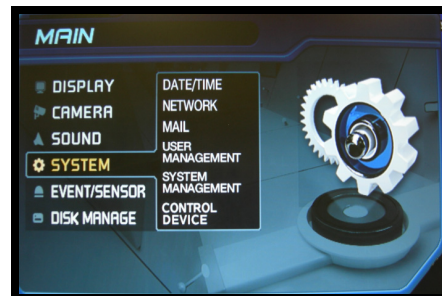 MAIN
DISPLAY
CAMERA
SOUND
SYSTEM
EVENT/SENSOR
DISK MANAGE
DATE/TIME
NETWORK
MAIL
USER
MANAGEMENT
SYSTEM
MANAGEMENT
CONTROL
DEVICE